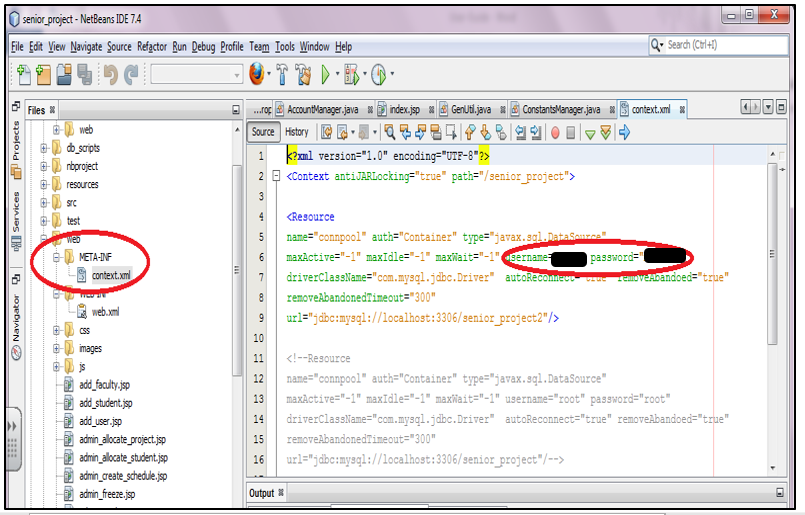 senior_project - NetBeans IDE 7.4
File Edit View Navigate Source Refactor Run Debug Profile Team Tools Window Help
Search (Ctrl+I)
Files
...rop AccountManager.java index.jsp GenUtil.java ConstantsManager.java context.xml
Source History
Projects
Services
Navigator
web
db_scripts
nbproject
resources
src
test
web
META-INF
context.xml
WEB-INF
web.xml
css
images
js
add_faculty.jsp
add_student.jsp
add_user.jsp
admin_allocate_project.jsp
admin_allocate_student.jsp
admin_create_schedule.jsp
admin_freeze.jsp
1 <?xml version="1.0" encoding="UTF-8"?>
2 <Context antiJARLocking="true" path="/senior_project">
3
4 <Resource
5 name="connpool" auth="Container" type="javax.sql.DataSource"
6 maxActive="-1" maxIdle="-1" maxWait="-1" username= password="
7 driverClassName="com.mysql.jdbc.Driver" autoReconnect="true" removeAbandoed="true"
8 removeAbandonedTimeout="300"
9 url="jdbc:mysql://localhost:3306/senior_project2"/>
10
11 <!--Resource
12 name="connpool" auth="Container" type="javax.sql.DataSource"
13 maxActive="-1" maxIdle="-1" maxWait="-1" username="root" password="root"
14 driverClassName="com.mysql.jdbc.Driver" autoReconnect="true" removeAbandoed="true"
15 removeAbandonedTimeout="300"
16 url="jdbc:mysql://localhost:3306/senior_project"/-->
Output